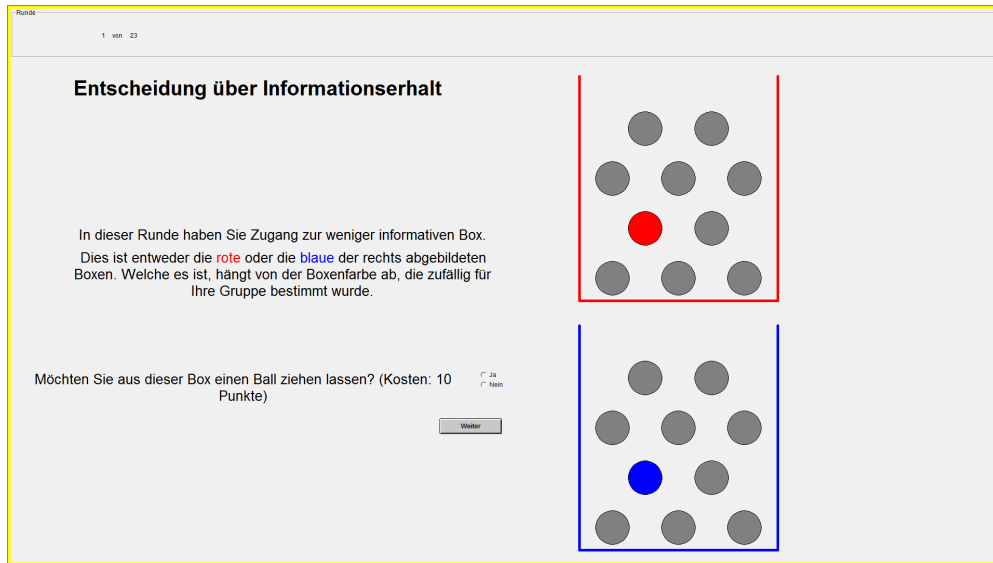 Runde
1 von 23
Entscheidung über Informationserhalt
In dieser Runde haben Sie Zugang zur weniger informativen Box.
Dies ist entweder die rote oder die blaue der rechts abgebildeten
Boxen. Welche es ist, hängt von der Boxenfarbe ab, die zufällig für
Ihre Gruppe bestimmt wurde.
Möchten Sie aus dieser Box einen Ball ziehen lassen? (Kosten: 10
Punkte)
Ja
Nein
Weiter